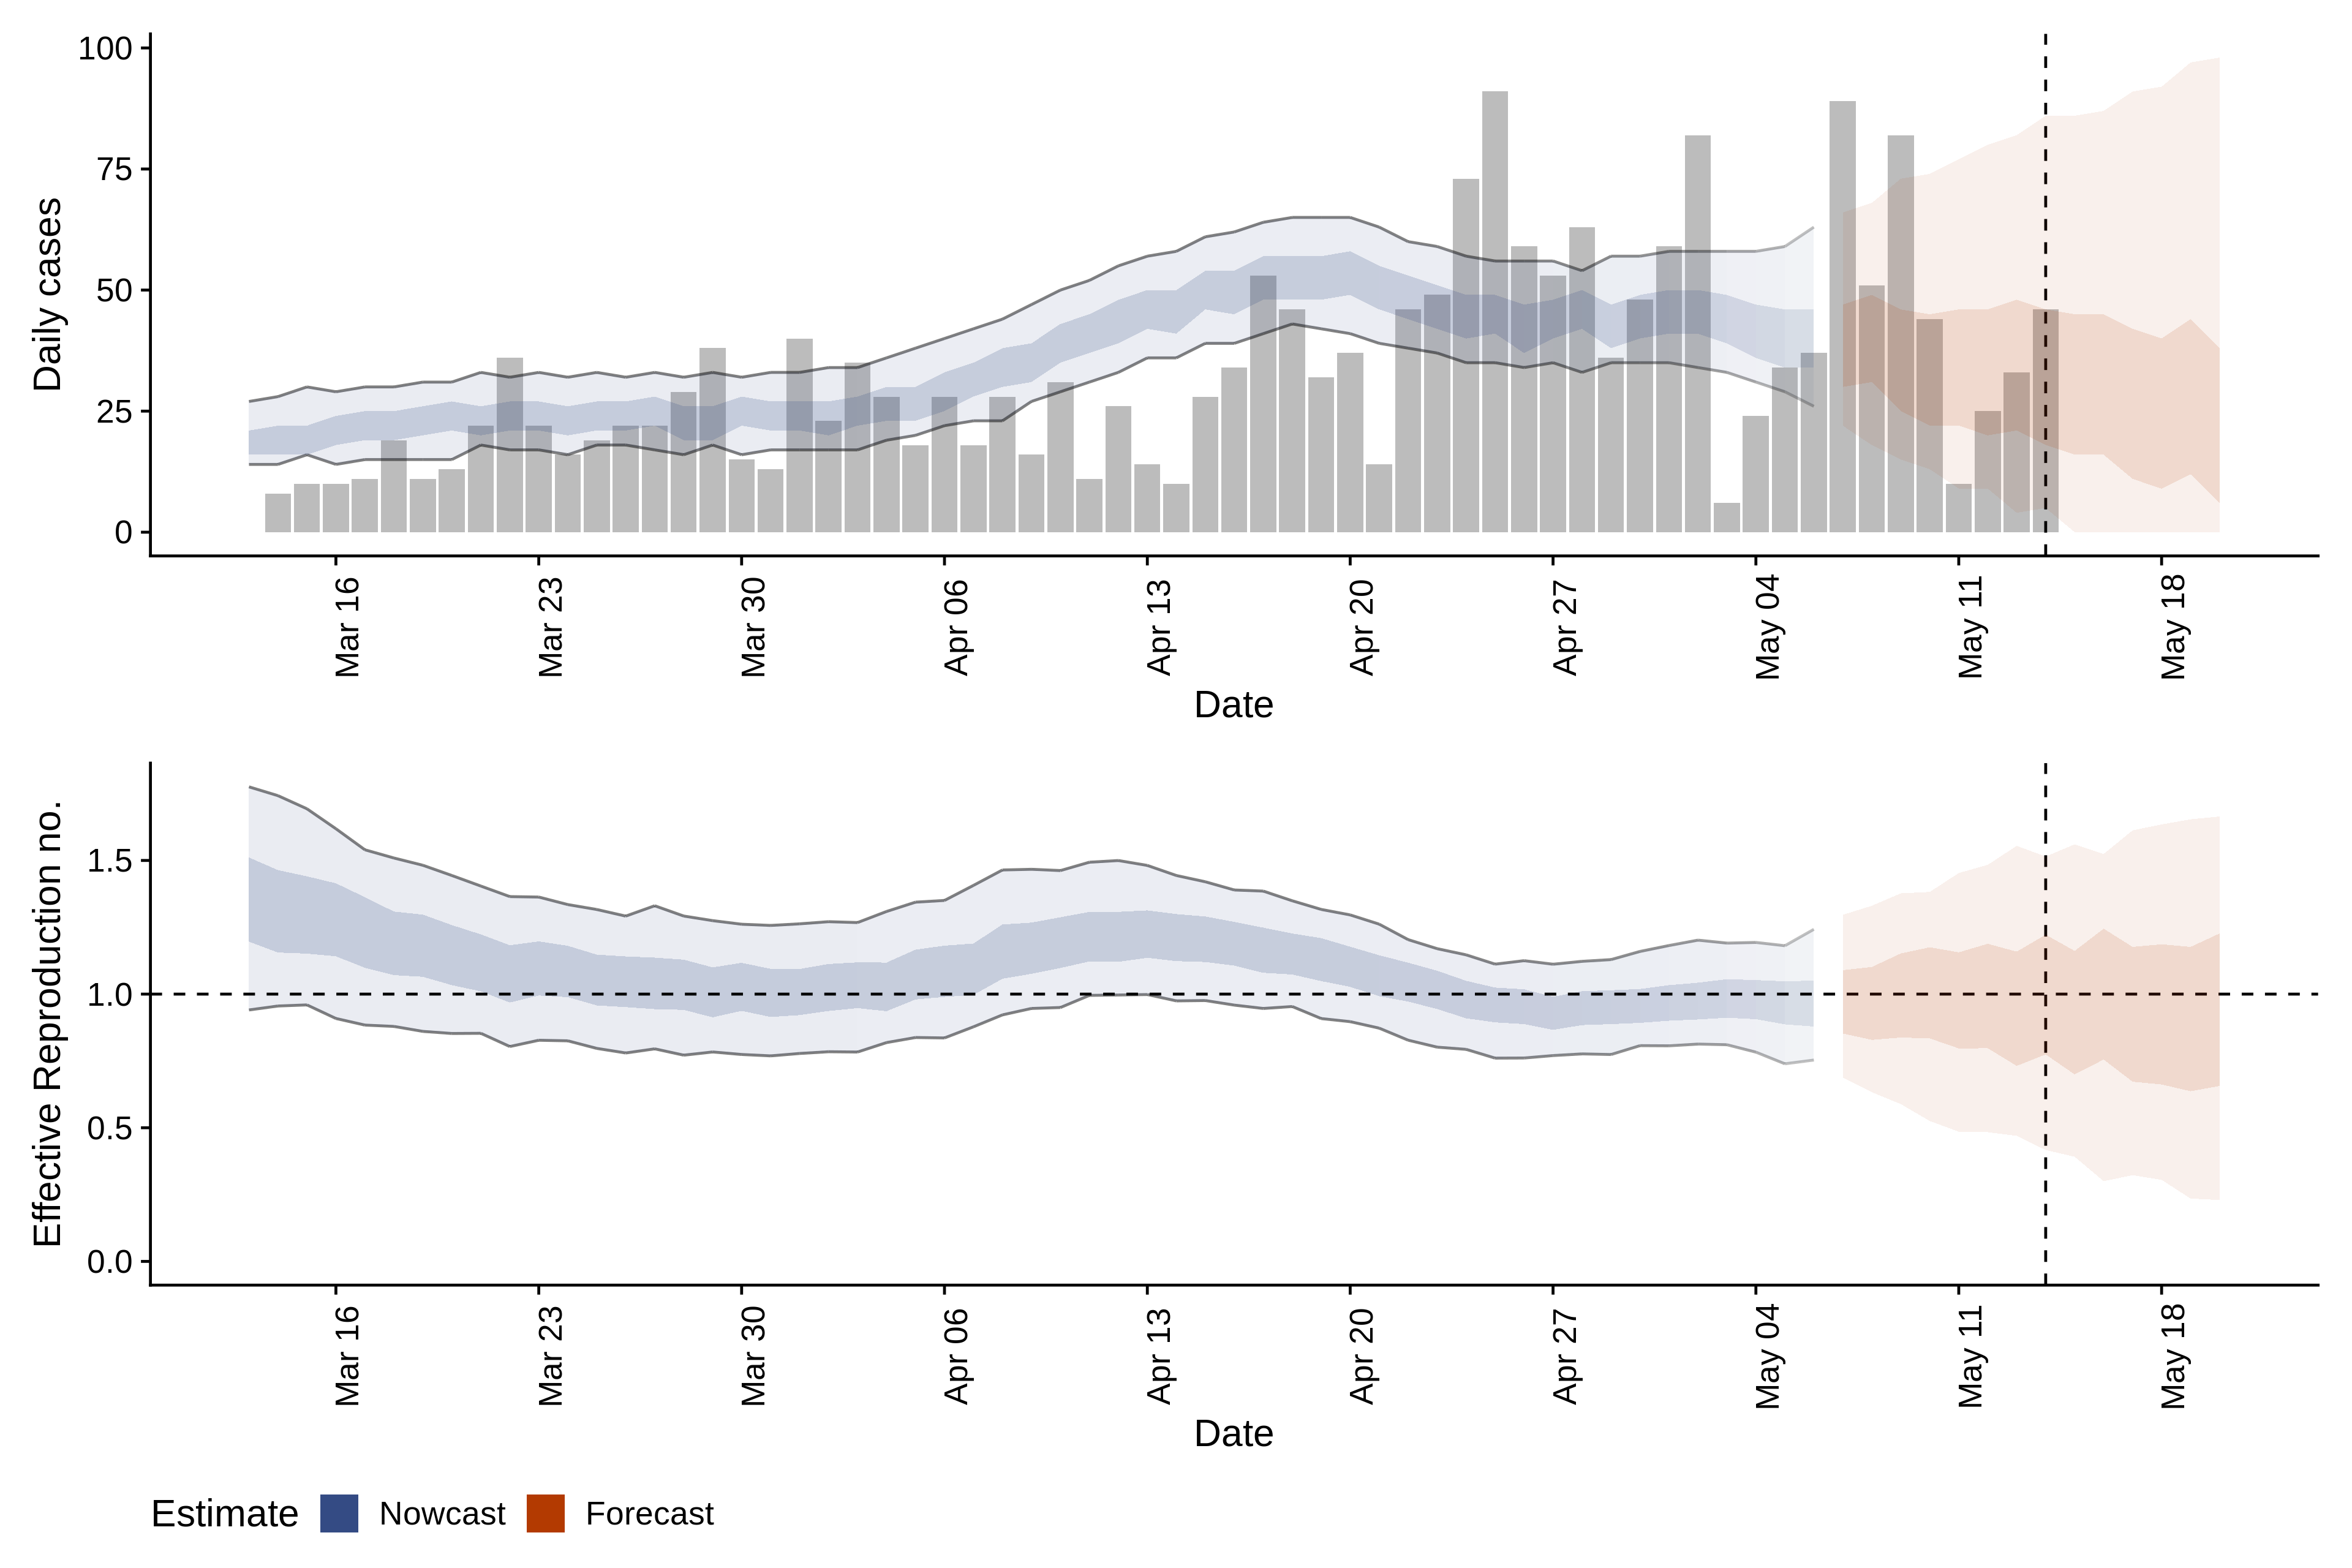 100
75
50
25
0
Daily cases
Mar 16
Mar 23
Mar 30
Apr 06
Apr 13
Apr 20
Apr 27
May 04
May 11
May 18
Date
1.5
1.0
0.5
0.0
Effective Reproduction no.
Mar 16
Mar 23
Mar 30
Apr 06
Apr 13
Apr 20
Apr 27
May 04
May 11
May 18
Date
Estimate Nowcast Forecast